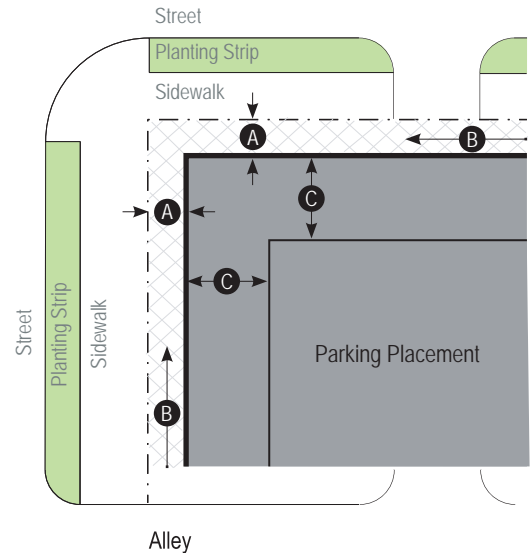 Street
Planting Strip
Sidewalk
A
B
A
C
C
Street
Planting Strip
Sidewalk
Parking Placement
B
Alley